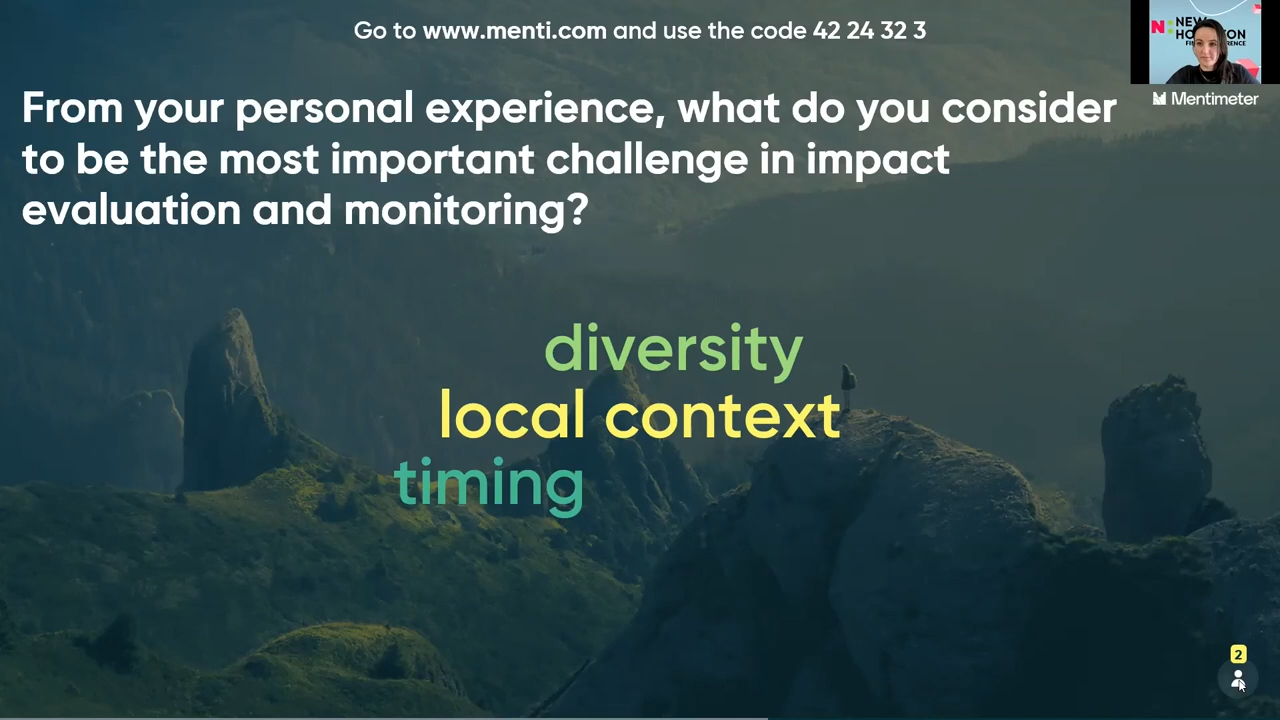 Go to www.menti.com and use the code 42 24 32 3
Mentimeter
From your personal experience, what do you consider
to be the most important challenge in impact
evaluation and monitoring?
diversity
local context
timing
2